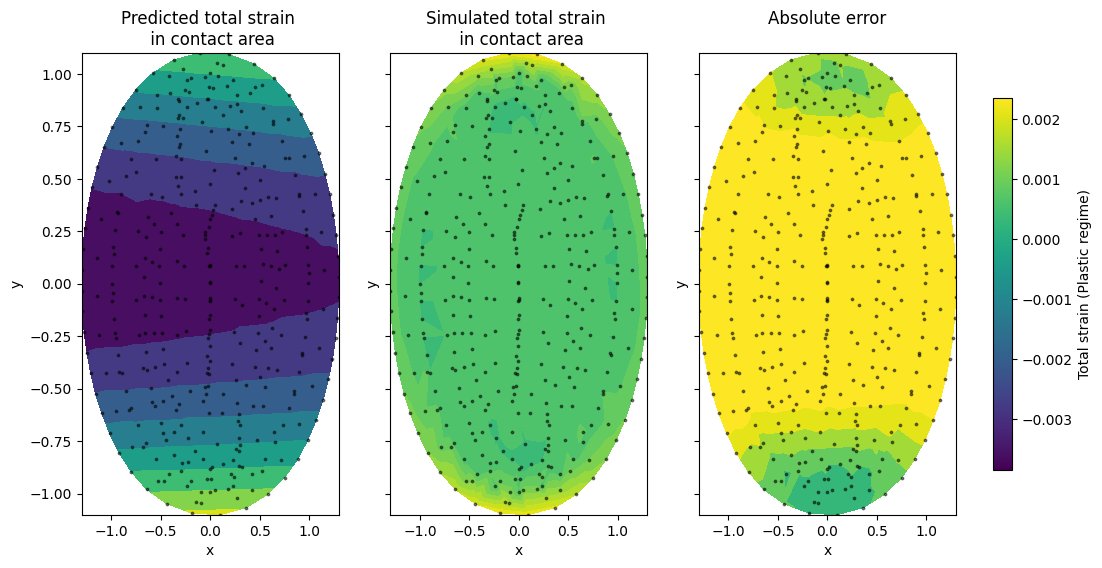 Predicted total strain
in contact area
Simulated total strain
in contact area
Absolute error
1.00
0.75
0.50
0.25
0.00
−0.25
−0.50
−0.75
−1.00
y
−1.0 −0.5 0.0 0.5 1.0
x
y
−1.0 −0.5 0.0 0.5 1.0
x
y
−1.0 −0.5 0.0 0.5 1.0
x
0.002
0.001
0.000
−0.001
−0.002
−0.003
Total strain (Plastic regime)